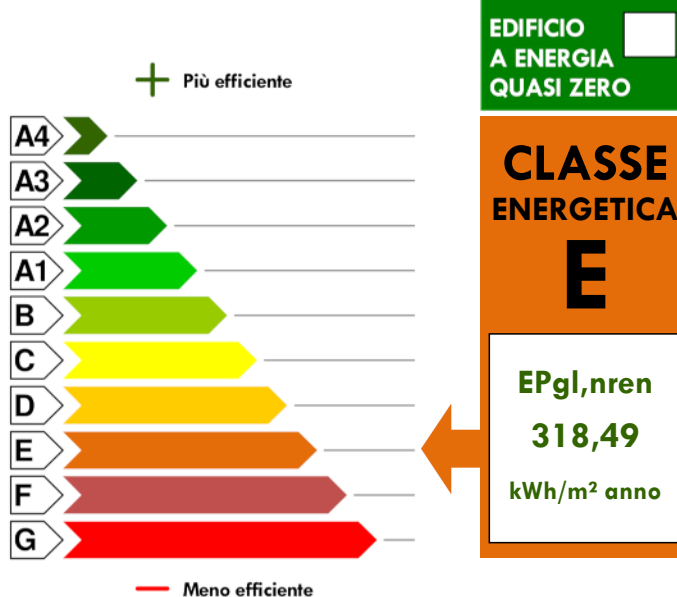 EDIFICIO
A ENERGIA
QUASI ZERO
Più efficiente
A4
A3
A2
A1
B
C
D
E
F
G
Meno efficiente
CLASSE
ENERGETICA
E
EPgl,nren
318,49
kWh/m² anno